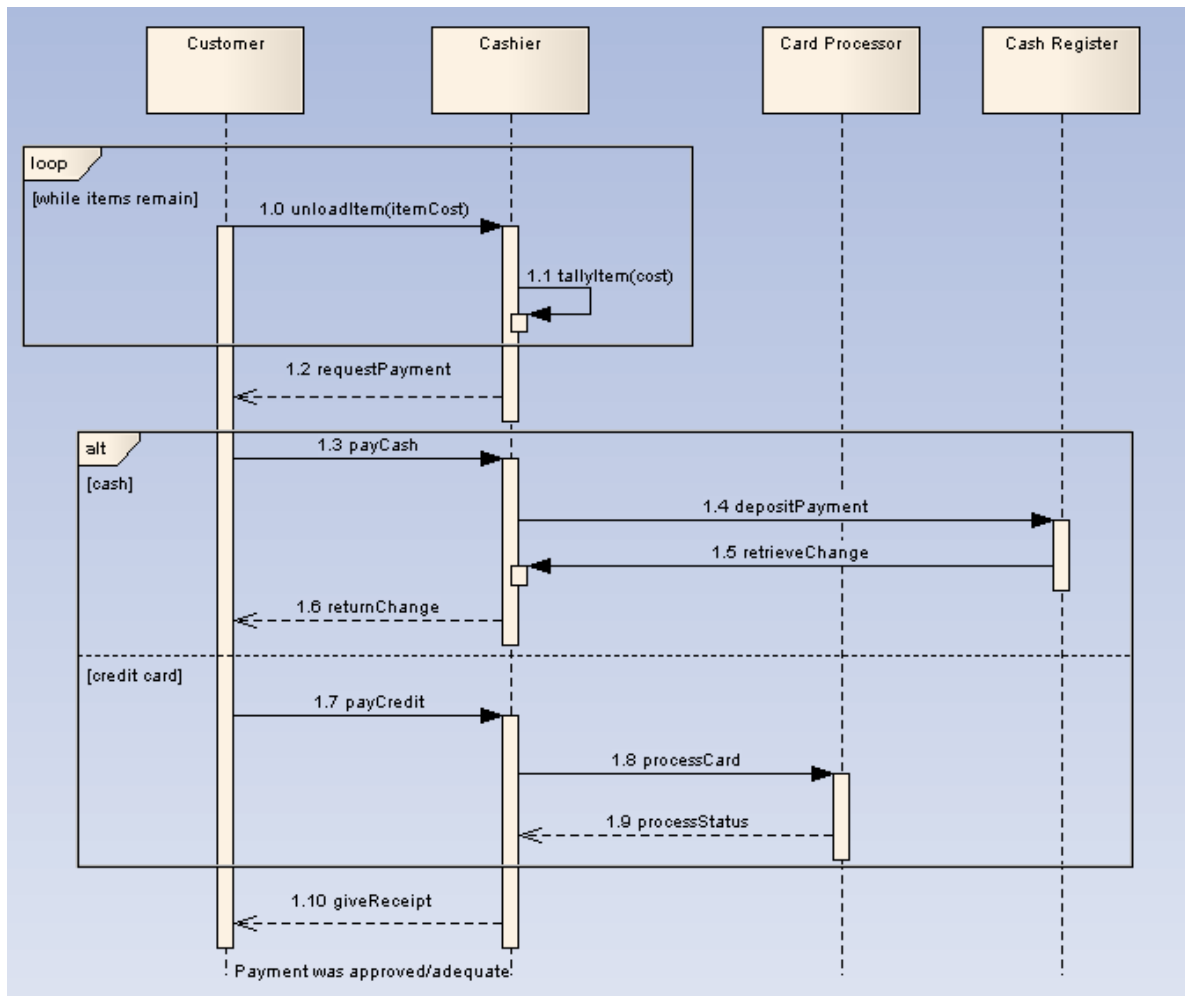 Customer
Cashier
Card Processor
Cash Register
loop
[while items remain]
1.0 unloadItem(itemCost)
1.1 tallyItem(cost)
1.2 requestPayment
alt
1.3 payCash
[cash]
1.4 depositPayment
1.5 retrieveChange
1.6 returnChange
[credit card]
1.7 payCredit
1.8 processCard
1.9 processStatus
1.10 giveReceipt
Payment was approved/adequate